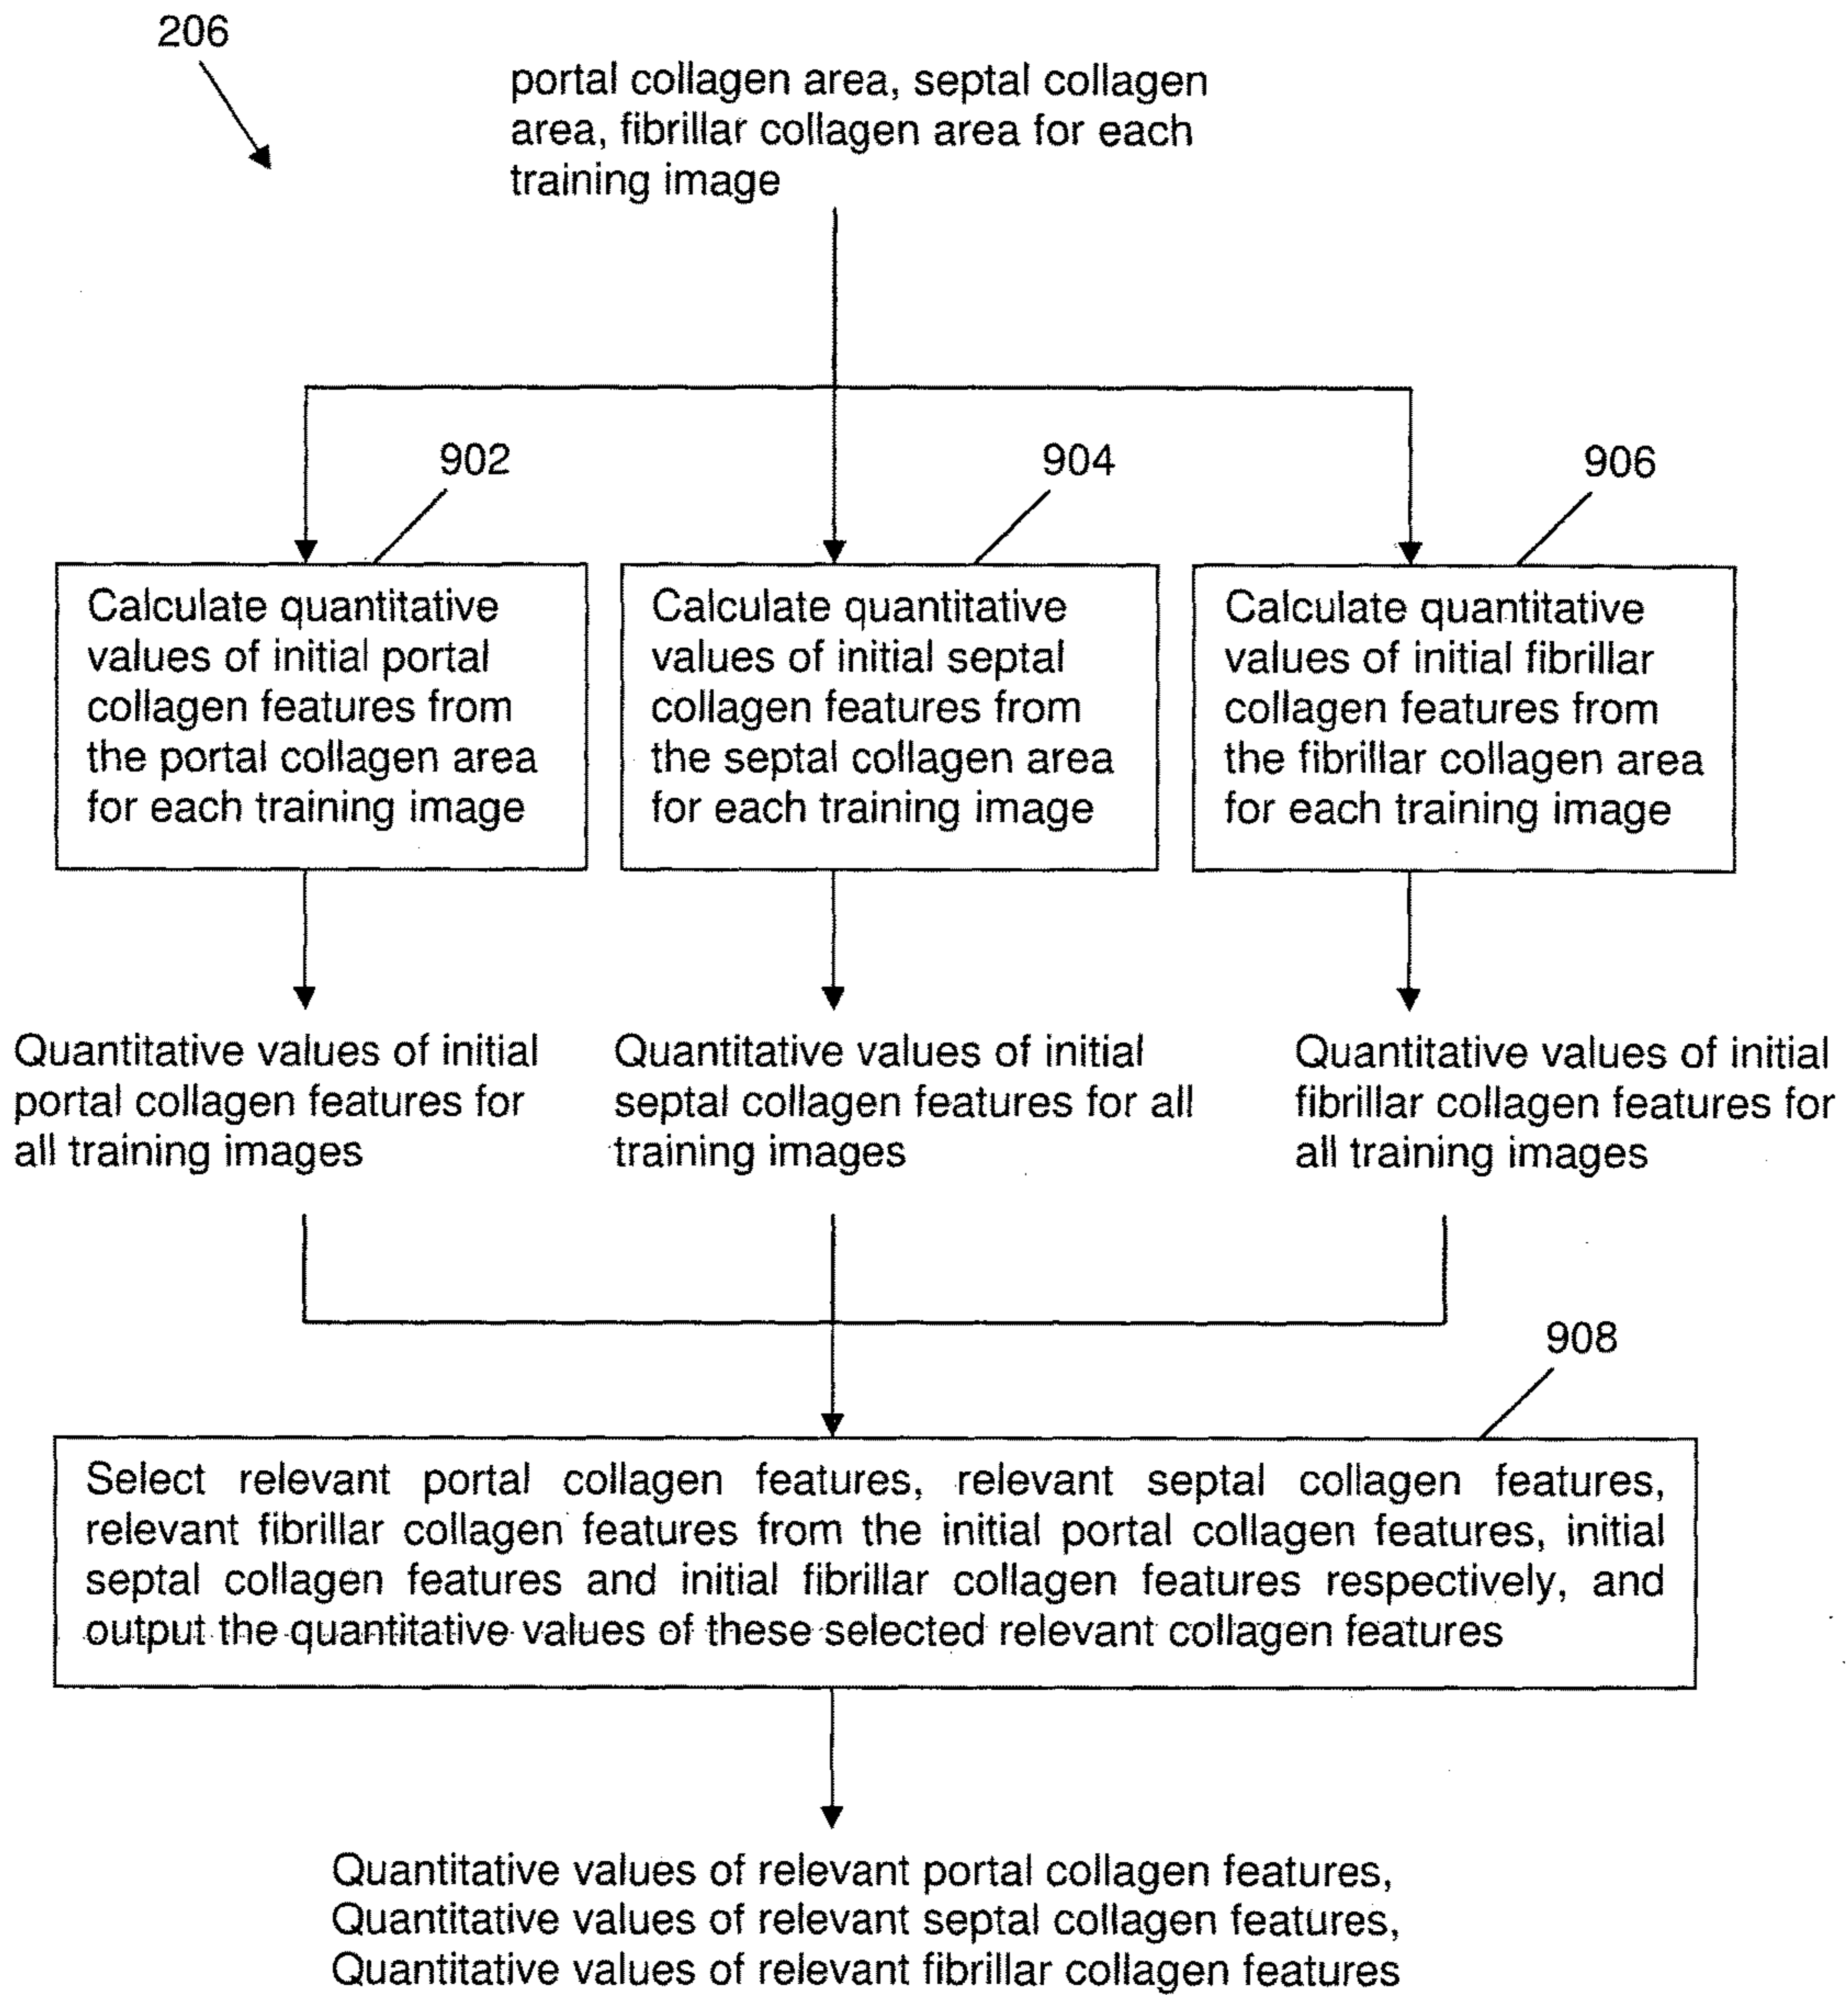 206
portal collagen area, septal collagen
area, fibrillar collagen area for each
training image
902
904
906
Calculate quantitative
values of initial portal
collagen features from
the portal collagen area
for each training image
Calculate quantitative
values of initial septal
collagen features from
the septal collagen area
for each training image
Calculate quantitative
values of initial fibrillar
collagen features from
the fibrillar collagen area
for each training image
Quantitative values of initial
portal collagen features for
all training images
Quantitative values of initial
septal collagen features for all
training images
Quantitative values of initial
fibrillar collagen features for
all training images
908
Select relevant portal collagen features, relevant septal collagen features,
relevant fibrillar collagen features from the initial portal collagen features, initial
septal collagen features and initial fibrillar collagen features respectively, and
output the quantitative values of these selected relevant collagen features
Quantitative values of relevant portal collagen features,
Quantitative values of relevant septal collagen features,
Quantitative values of relevant fibrillar collagen features